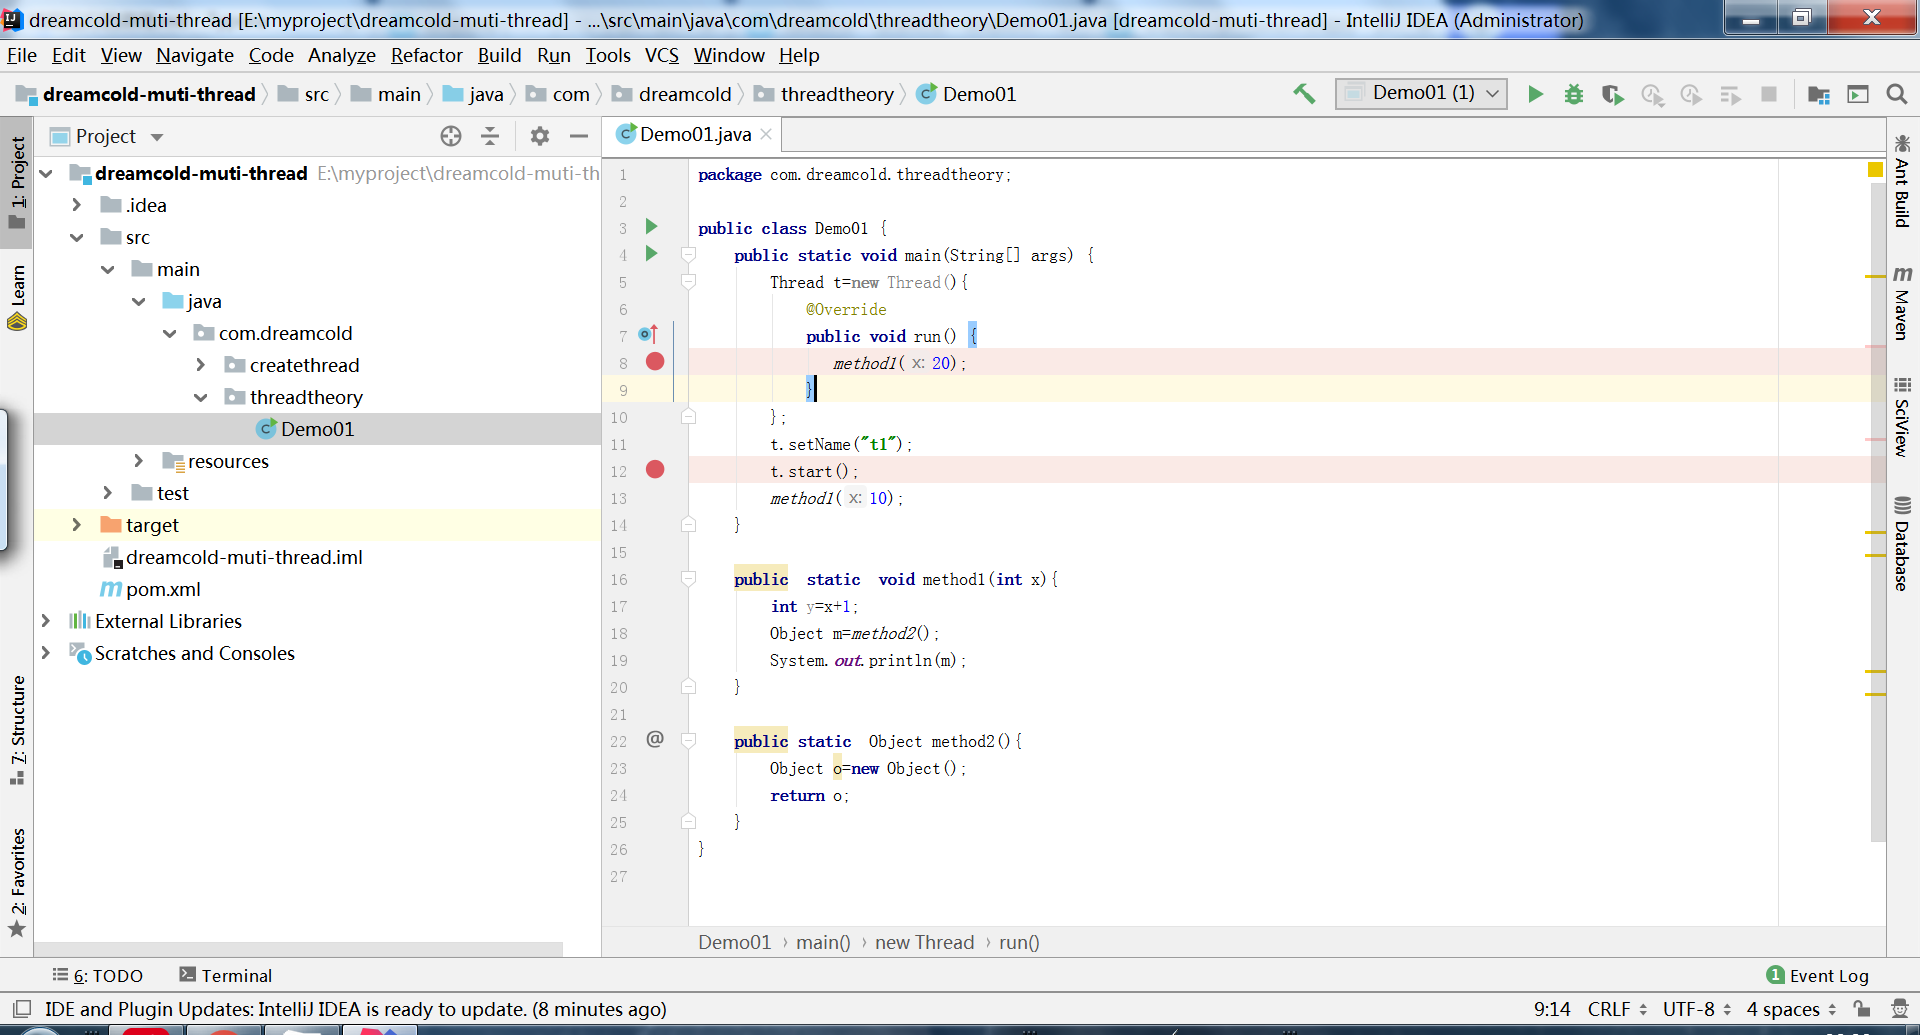 dreamcold-muti-thread [E:\myproject\dreamcold-muti-thread] - ...\src\main\java\com\dreamcold\threadtheory\Demo01.java [dreamcold-muti-thread] - IntelliJ IDEA (Administrator)
File Edit View Navigate Code Analyze Refactor Build Run Tools VCS Window Help
dreamcold-muti-thread src main java com dreamcold threadtheory Demo01 Demo01 (1)
1: Project
Learn
7: Structure
2: Favorites
Project
dreamcold-muti-thread E:\myproject\dreamcold-muti-th
.idea
src
main
java
com.dreamcold
createthread
threadtheory
Demo01
resources
test
target
dreamcold-muti-thread.iml
pom.xml
External Libraries
Scratches and Consoles
Demo01.java
1 package com.dreamcold.threadtheory;
2
3 public class Demo01 {
4 public static void main(String[] args) {
5 Thread t=new Thread(){
6 @Override
7 public void run() {
8 method1( x: 20);
9 }
10 };
11 t.setName("t1");
12 t.start();
13 method1( x: 10);
14 }
15
16 public static void method1(int x){
17 int y=x+1;
18 Object m=method2();
19 System.out.println(m);
20 }
21
22 @ public static Object method2(){
23 Object o=new Object();
24 return o;
25 }
26 }
27
Demo01 › main() › new Thread › run()
Ant Build
Maven
SciView
Database
6: TODO Terminal 1 Event Log
IDE and Plugin Updates: IntelliJ IDEA is ready to update. (8 minutes ago) 9:14 CRLF UTF-8 4 spaces